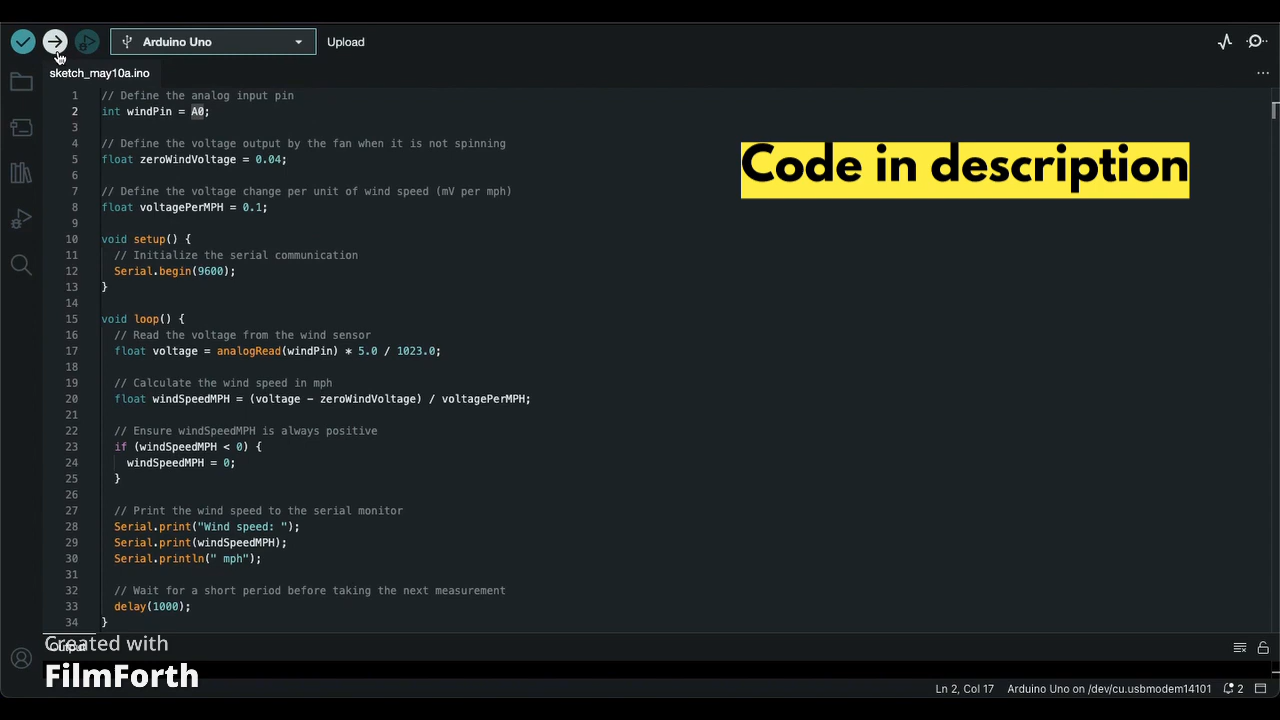 Arduino Uno
Upload
sketch_may10a.ino
...
1 // Define the analog input pin
2 int windPin = A0;
3
4 // Define the voltage output by the fan when it is not spinning
5 float zeroWindVoltage = 0.04;
6
7 // Define the voltage change per unit of wind speed (mV per mph)
8 float voltagePerMPH = 0.1;
9
10 void setup() {
11 // Initialize the serial communication
12 Serial.begin(9600);
13 }
14
15 void loop() {
16 // Read the voltage from the wind sensor
17 float voltage = analogRead(windPin) * 5.0 / 1023.0;
18
19 // Calculate the wind speed in mph
20 float windSpeedMPH = (voltage - zeroWindVoltage) / voltagePerMPH;
21
22 // Ensure windSpeedMPH is always positive
23 if (windSpeedMPH < 0) {
24 windSpeedMPH = 0;
25 }
26
27 // Print the wind speed to the serial monitor
28 Serial.print("Wind speed: ");
29 Serial.print(windSpeedMPH);
30 Serial.println(" mph");
31
32 // Wait for a short period before taking the next measurement
33 delay(1000);
34 }
Code in description
Output
Created with
FilmForth
Ln 2, Col 17 Arduino Uno on /dev/cu.usbmodem14101 2